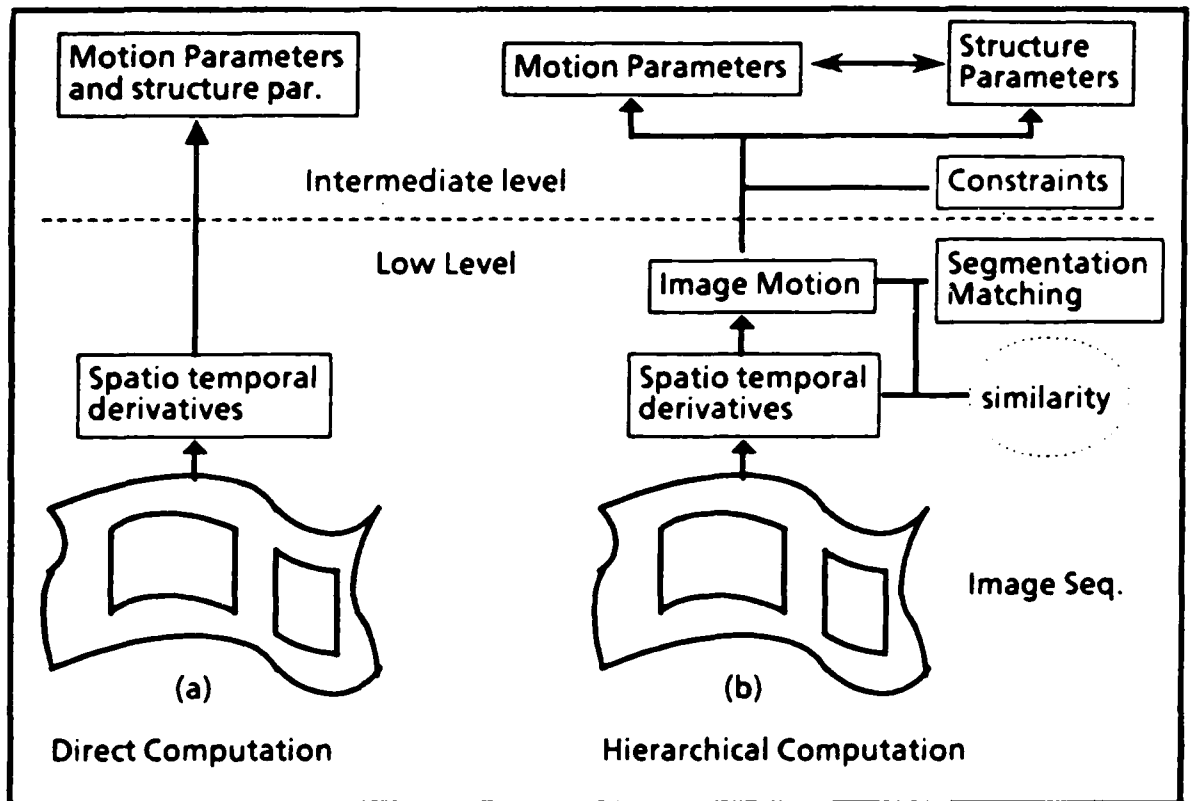 Motion Parameters
and structure par.
Motion Parameters
Structure
Parameters
Intermediate level
Constraints
Low Level
Image Motion
Segmentation
Matching
Spatio temporal
derivatives
Spatio temporal
derivatives
similarity
Image Seq.
(a)
(b)
Direct Computation
Hierarchical Computation